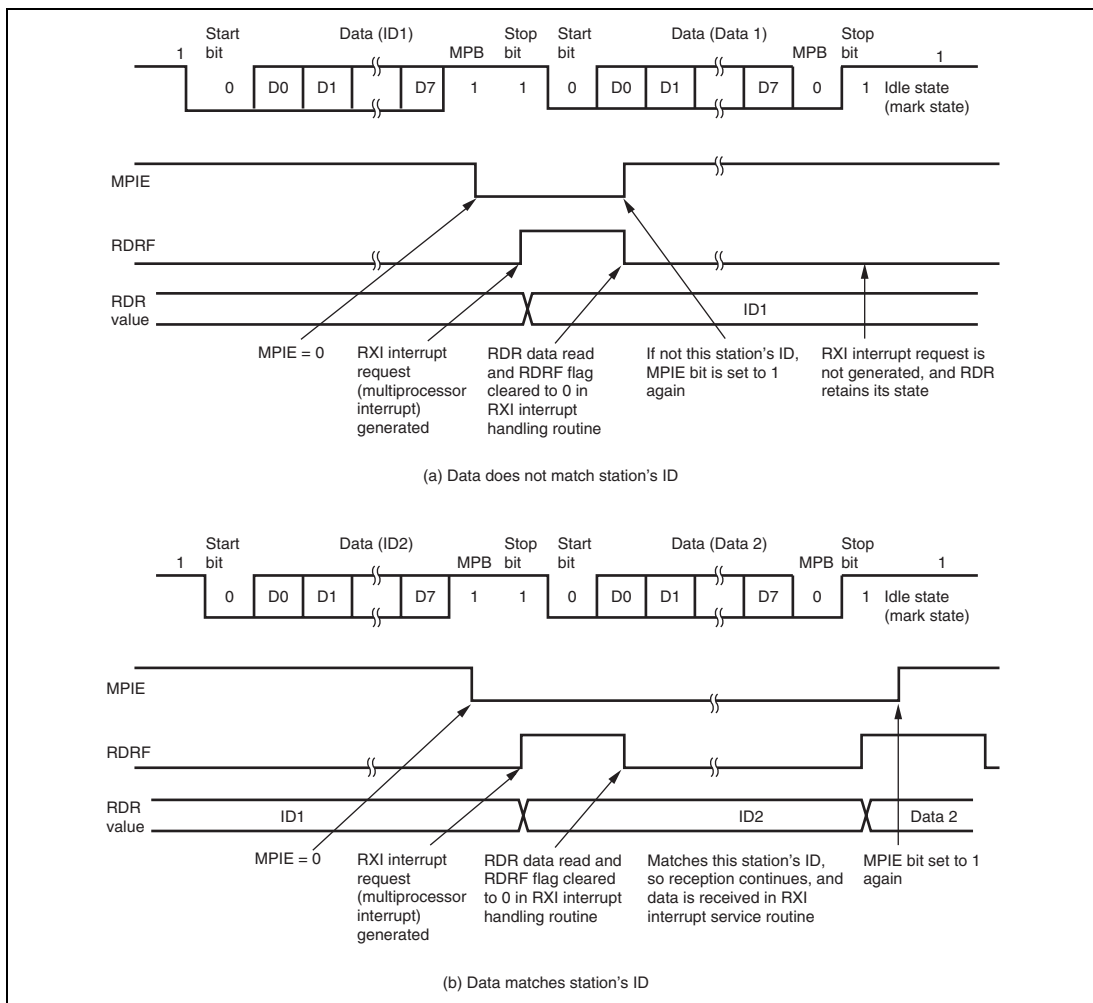 Start bit Data (ID1) MPB Stop bit Start bit Data (Data 1) MPB Stop bit
1 0 D0 D1 D7 1 1 0 D0 D1 D7 0 1 1
Idle state
(mark state)
MPIE
RDRF
RDR
value
ID1
MPIE = 0
RXI interrupt
request
(multiprocessor
interrupt)
generated
RDR data read
and RDRF flag
cleared to 0 in
RXI interrupt
handling routine
If not this station's ID,
MPIE bit is set to 1
again
RXI interrupt request is
not generated, and RDR
retains its state
(a) Data does not match station's ID
Start bit Data (ID2) MPB Stop bit Start bit Data (Data 2) MPB Stop bit
1 0 D0 D1 D7 1 1 0 D0 D1 D7 0 1 1
Idle state
(mark state)
MPIE
RDRF
RDR
value
ID1 ID2 Data 2
MPIE = 0
RXI interrupt
request
(multiprocessor
interrupt)
generated
RDR data read and
RDRF flag cleared
to 0 in RXI interrupt
handling routine
Matches this station's ID,
so reception continues, and
data is received in RXI
interrupt service routine
MPIE bit set to 1
again
(b) Data matches station's ID